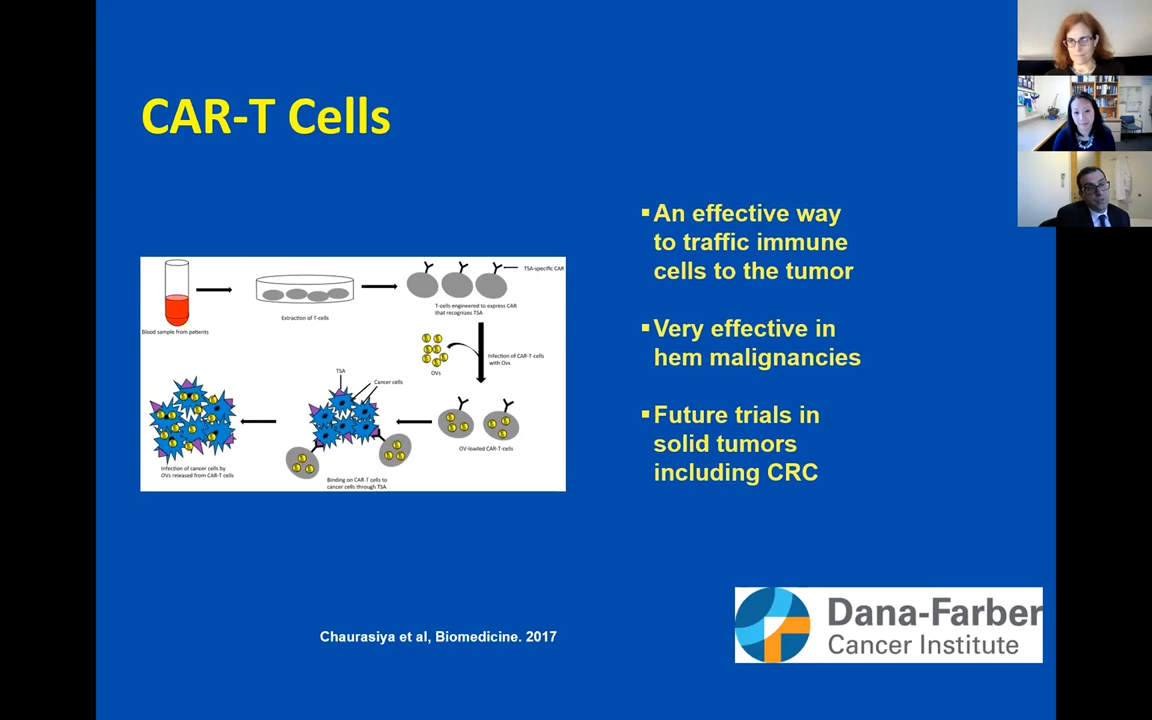 CAR-T Cells
TSA-specific CAR
Blood sample from patients
Extraction of T-cells
T-cells engineered to express CAR
that recognizes TSA
Infection of CAR-T-cells
with Ovs
OVs
TSA
Cancer cells
OV-loaded CAR-T-cells
Infection of cancer cells by
OVs released from CAR-T cells
Binding on CAR-T cells to
cancer cells through TSA
▪An effective way
to traffic immune
cells to the tumor
▪Very effective in
hem malignancies
▪Future trials in
solid tumors
including CRC
Chaurasiya et al, Biomedicine. 2017
Dana-Farber
Cancer Institute